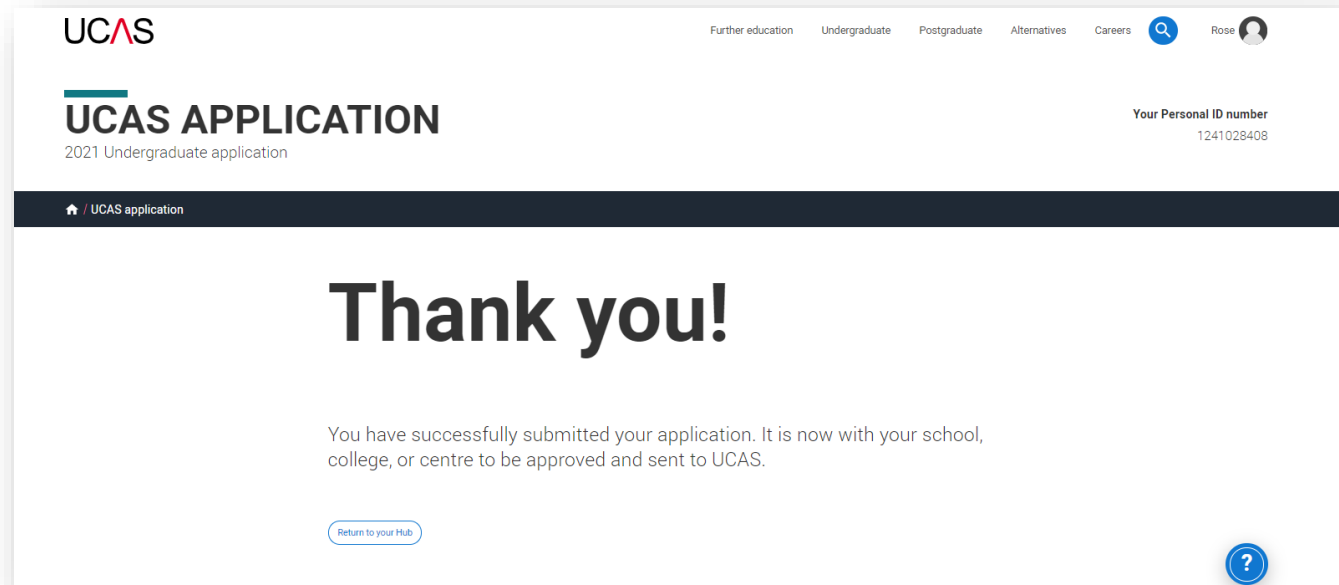 UCAS
Further education Undergraduate Postgraduate Alternatives Careers Rose
UCAS APPLICATION
2021 Undergraduate application
Your Personal ID number
1241028408
/ UCAS application
Thank you!
You have successfully submitted your application. It is now with your school,
college, or centre to be approved and sent to UCAS.
Return to your Hub
?